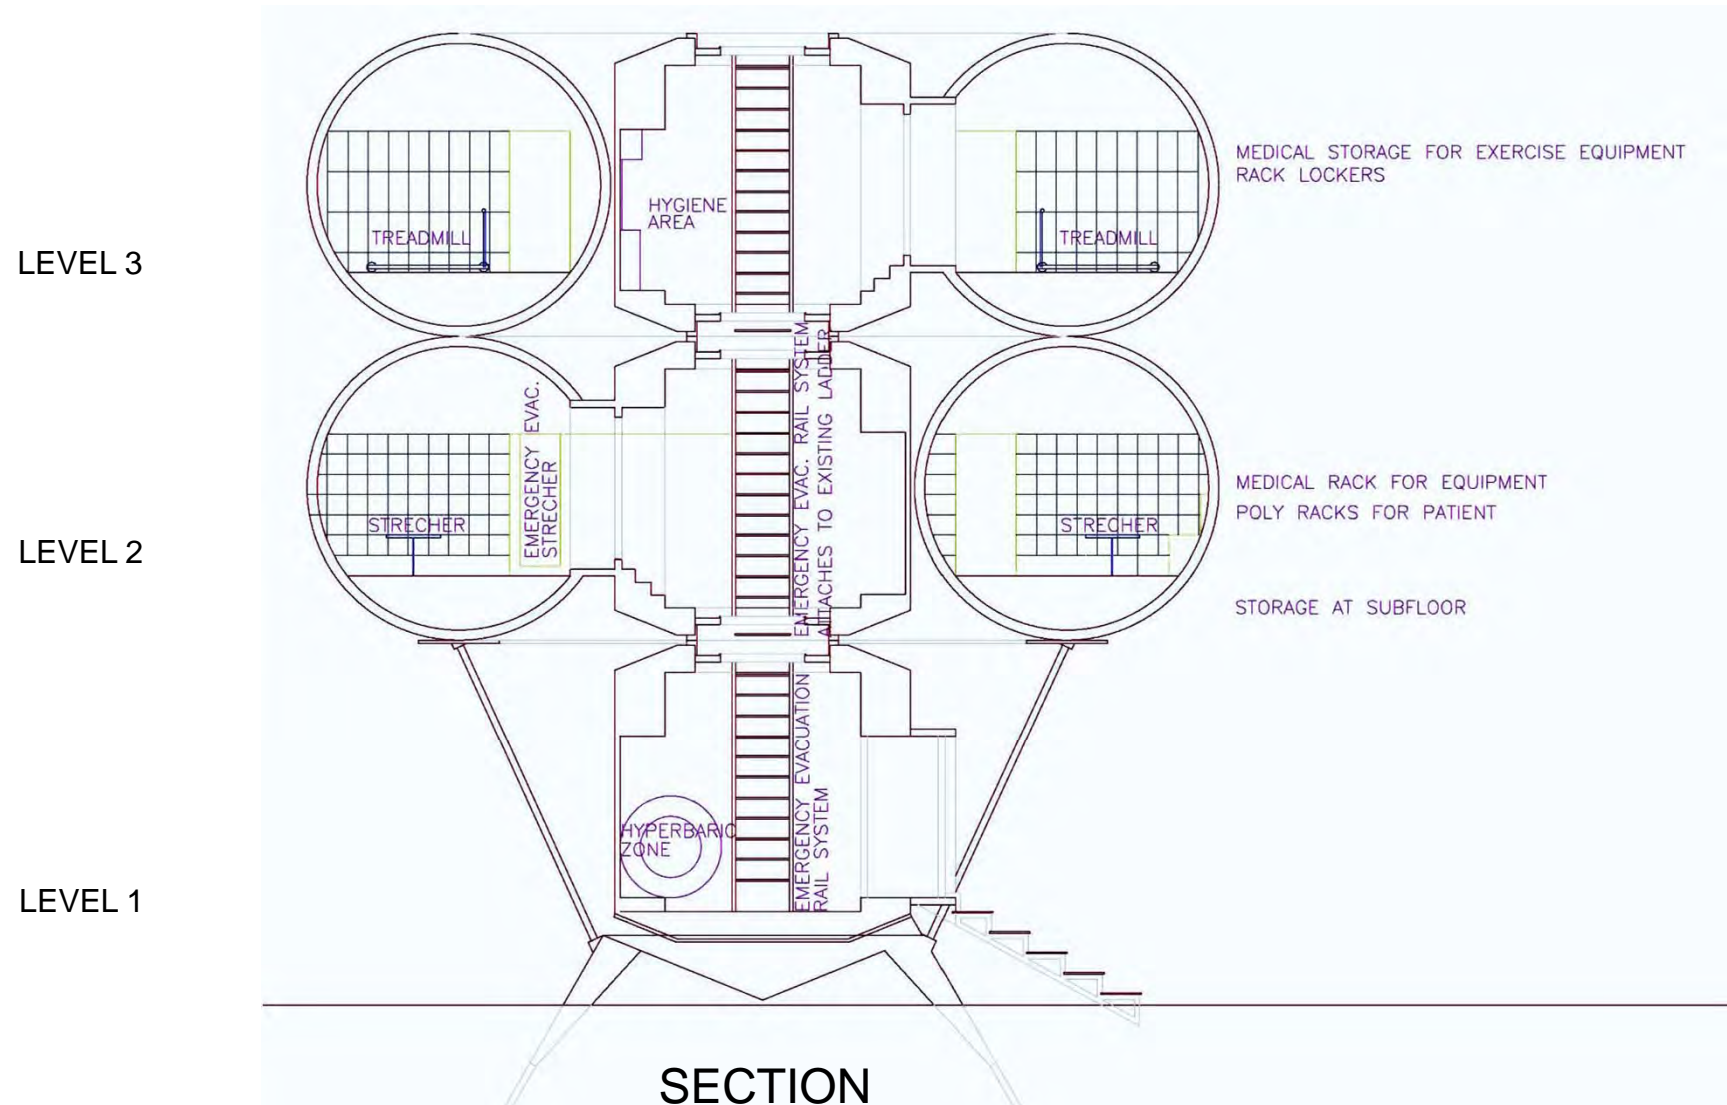 MEDICAL STORAGE FOR EXERCISE EQUIPMENT
RACK LOCKERS
HYGIENE
AREA
TREADMILL
TREADMILL
LEVEL 3
EMERGENCY EVAC. RAIL SYSTEM
ATTACHES TO EXISTING LADDER
EMERGENCY EVAC.
STRECHER
MEDICAL RACK FOR EQUIPMENT
POLY RACKS FOR PATIENT
STRECHER
STRECHER
LEVEL 2
STORAGE AT SUBFLOOR
EMERGENCY EVACUATION
RAIL SYSTEM
HYPERBARIC
ZONE
LEVEL 1
SECTION